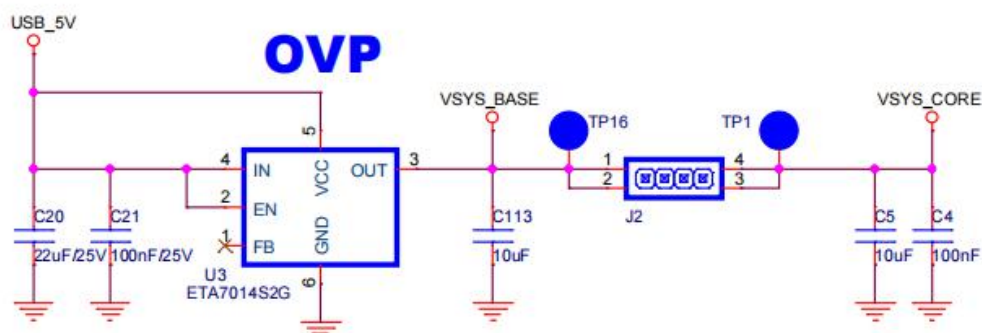 USB_5V
OVP
VSYS_BASE
VSYS_CORE
TP16
TP1
5
4
IN
VCC
OUT
3
1
4
2
EN
2
3
C20
C21
GND
C113
J2
C5
C4
1
FB
22uF/25V
100nF/25V
U3
6
10uF
10uF
100nF
ETA7014S2G